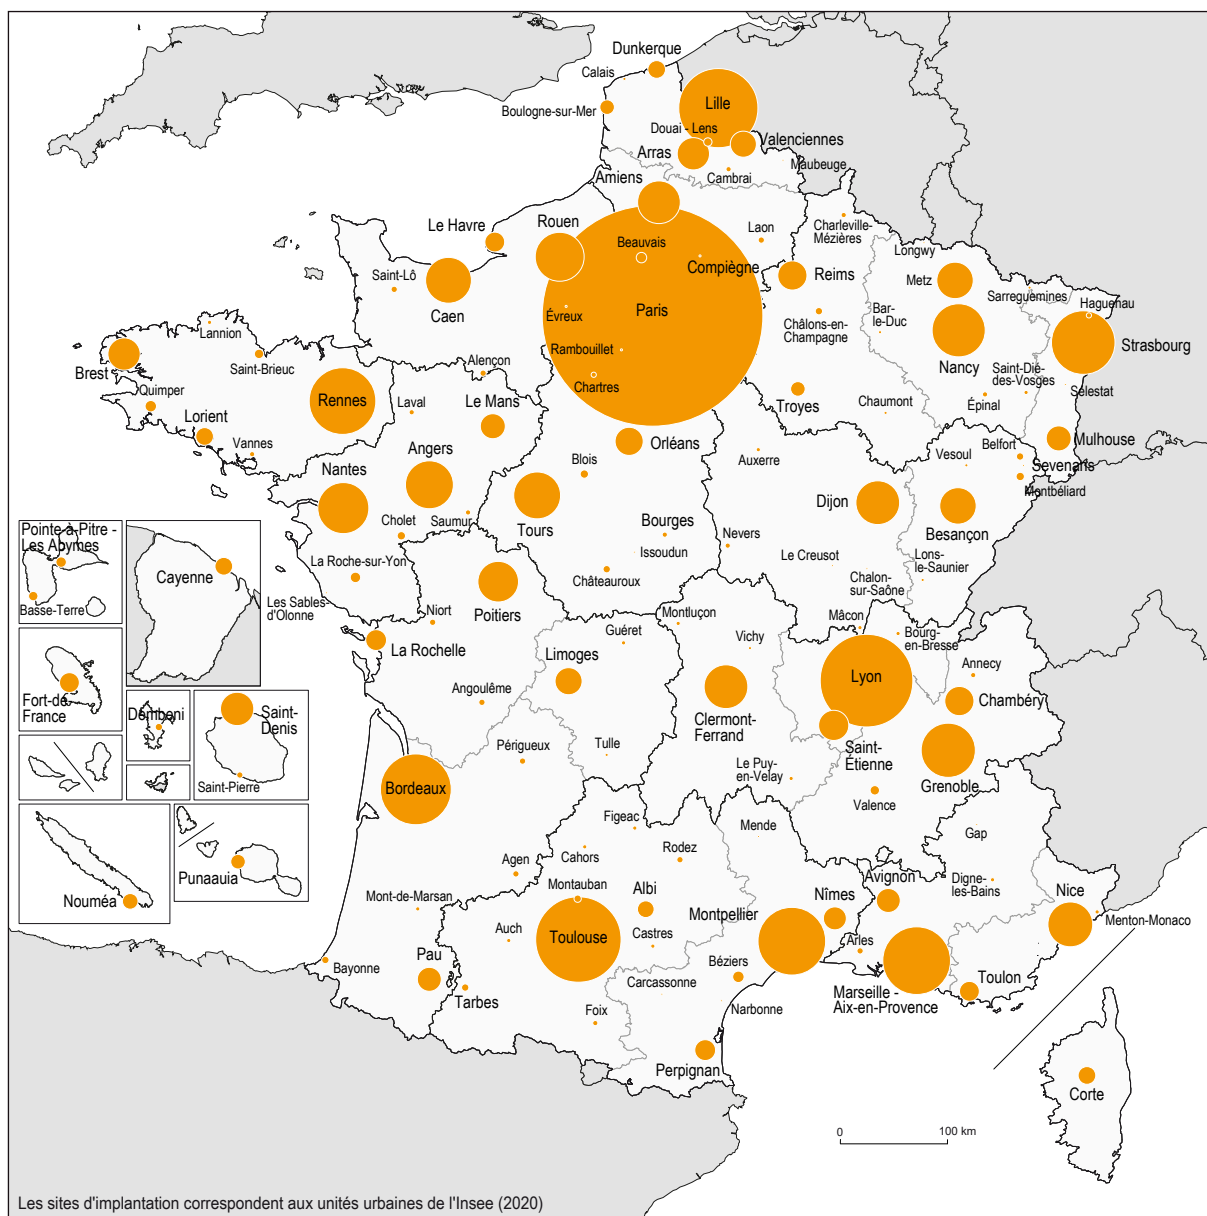 Dunkerque
Calais
Boulogne-sur-Mer
Lille
Douai - Lens
Valenciennes
Arras
Maubeuge
Cambrai
Amiens
Le Havre
Rouen
Laon
Charleville-
Mézières
Beauvais
Compiègne
Longwy
Saint-Lô
Reims
Metz
Sarreguemines
Haguenau
Caen
Évreux
Paris
Châlons-en-
Champagne
Bar-
le-Duc
Lannion
Rambouillet
Nancy
Strasbourg
Saint-Brieuc
Alençon
Saint-Dié-
des-Vosges
Brest
Chartres
Sélestat
Quimper
Rennes
Laval
Le Mans
Troyes
Chaumont
Épinal
Lorient
Vannes
Angers
Orléans
Mulhouse
Auxerre
Belfort
Vesoul
Sevenans
Nantes
Blois
Montbéliard
Dijon
Cholet
Saumur
Tours
Bourges
Besançon
Nevers
Issoudun
Le Creusot
Lons-
le-Saunier
La Roche-sur-Yon
Châteauroux
Chalon-
sur-Saône
Les Sables-
d'Olonne
Niort
Poitiers
Montluçon
Mâcon
Bourg-
en-Bresse
La Rochelle
Guéret
Vichy
Limoges
Lyon
Annecy
Angoulême
Chambéry
Clermont-
Ferrand
Périgueux
Tulle
Saint-
Étienne
Le Puy-
en-Velay
Grenoble
Bordeaux
Valence
Figeac
Mende
Gap
Cahors
Rodez
Agen
Montauban
Albi
Avignon
Digne-
les-Bains
Nice
Mont-de-Marsan
Nîmes
Menton-Monaco
Montpellier
Auch
Toulouse
Castres
Arles
Pau
Bayonne
Béziers
Toulon
Tarbes
Carcassonne
Marseille -
Aix-en-Provence
Foix
Narbonne
Perpignan
Corte
Pointe-à-Pitre -
Les Abymes
Basse-Terre
Cayenne
Fort-de-
France
Dembeni
Saint-
Denis
Saint-Pierre
Nouméa
Punaauia
0
100 km
Les sites d'implantation correspondent aux unités urbaines de l'Insee (2020)